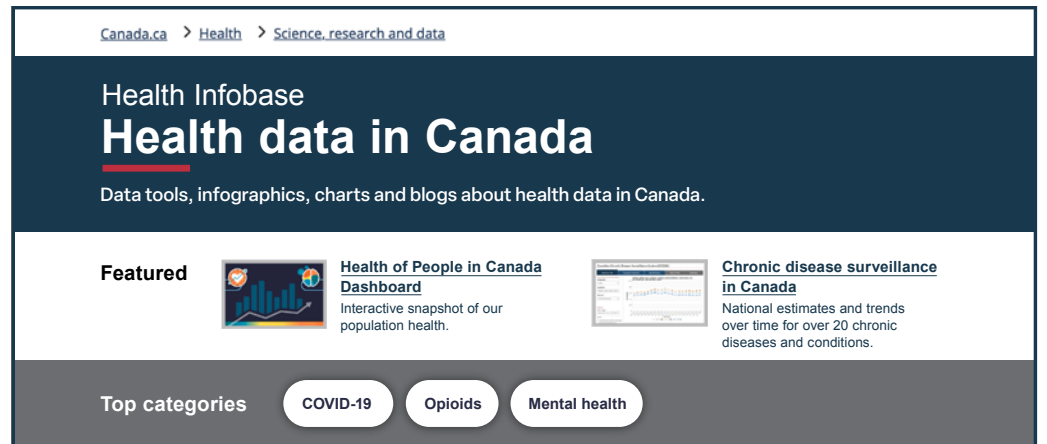 Canada.ca > Health > Science, research and data
Health Infobase
Health data in Canada
Data tools, infographics, charts and blogs about health data in Canada.
Featured
Health of People in Canada
Dashboard
Interactive snapshot of our
population health.
Chronic disease surveillance
in Canada
National estimates and trends
over time for over 20 chronic
diseases and conditions.
Top categories
COVID-19
Opioids
Mental health